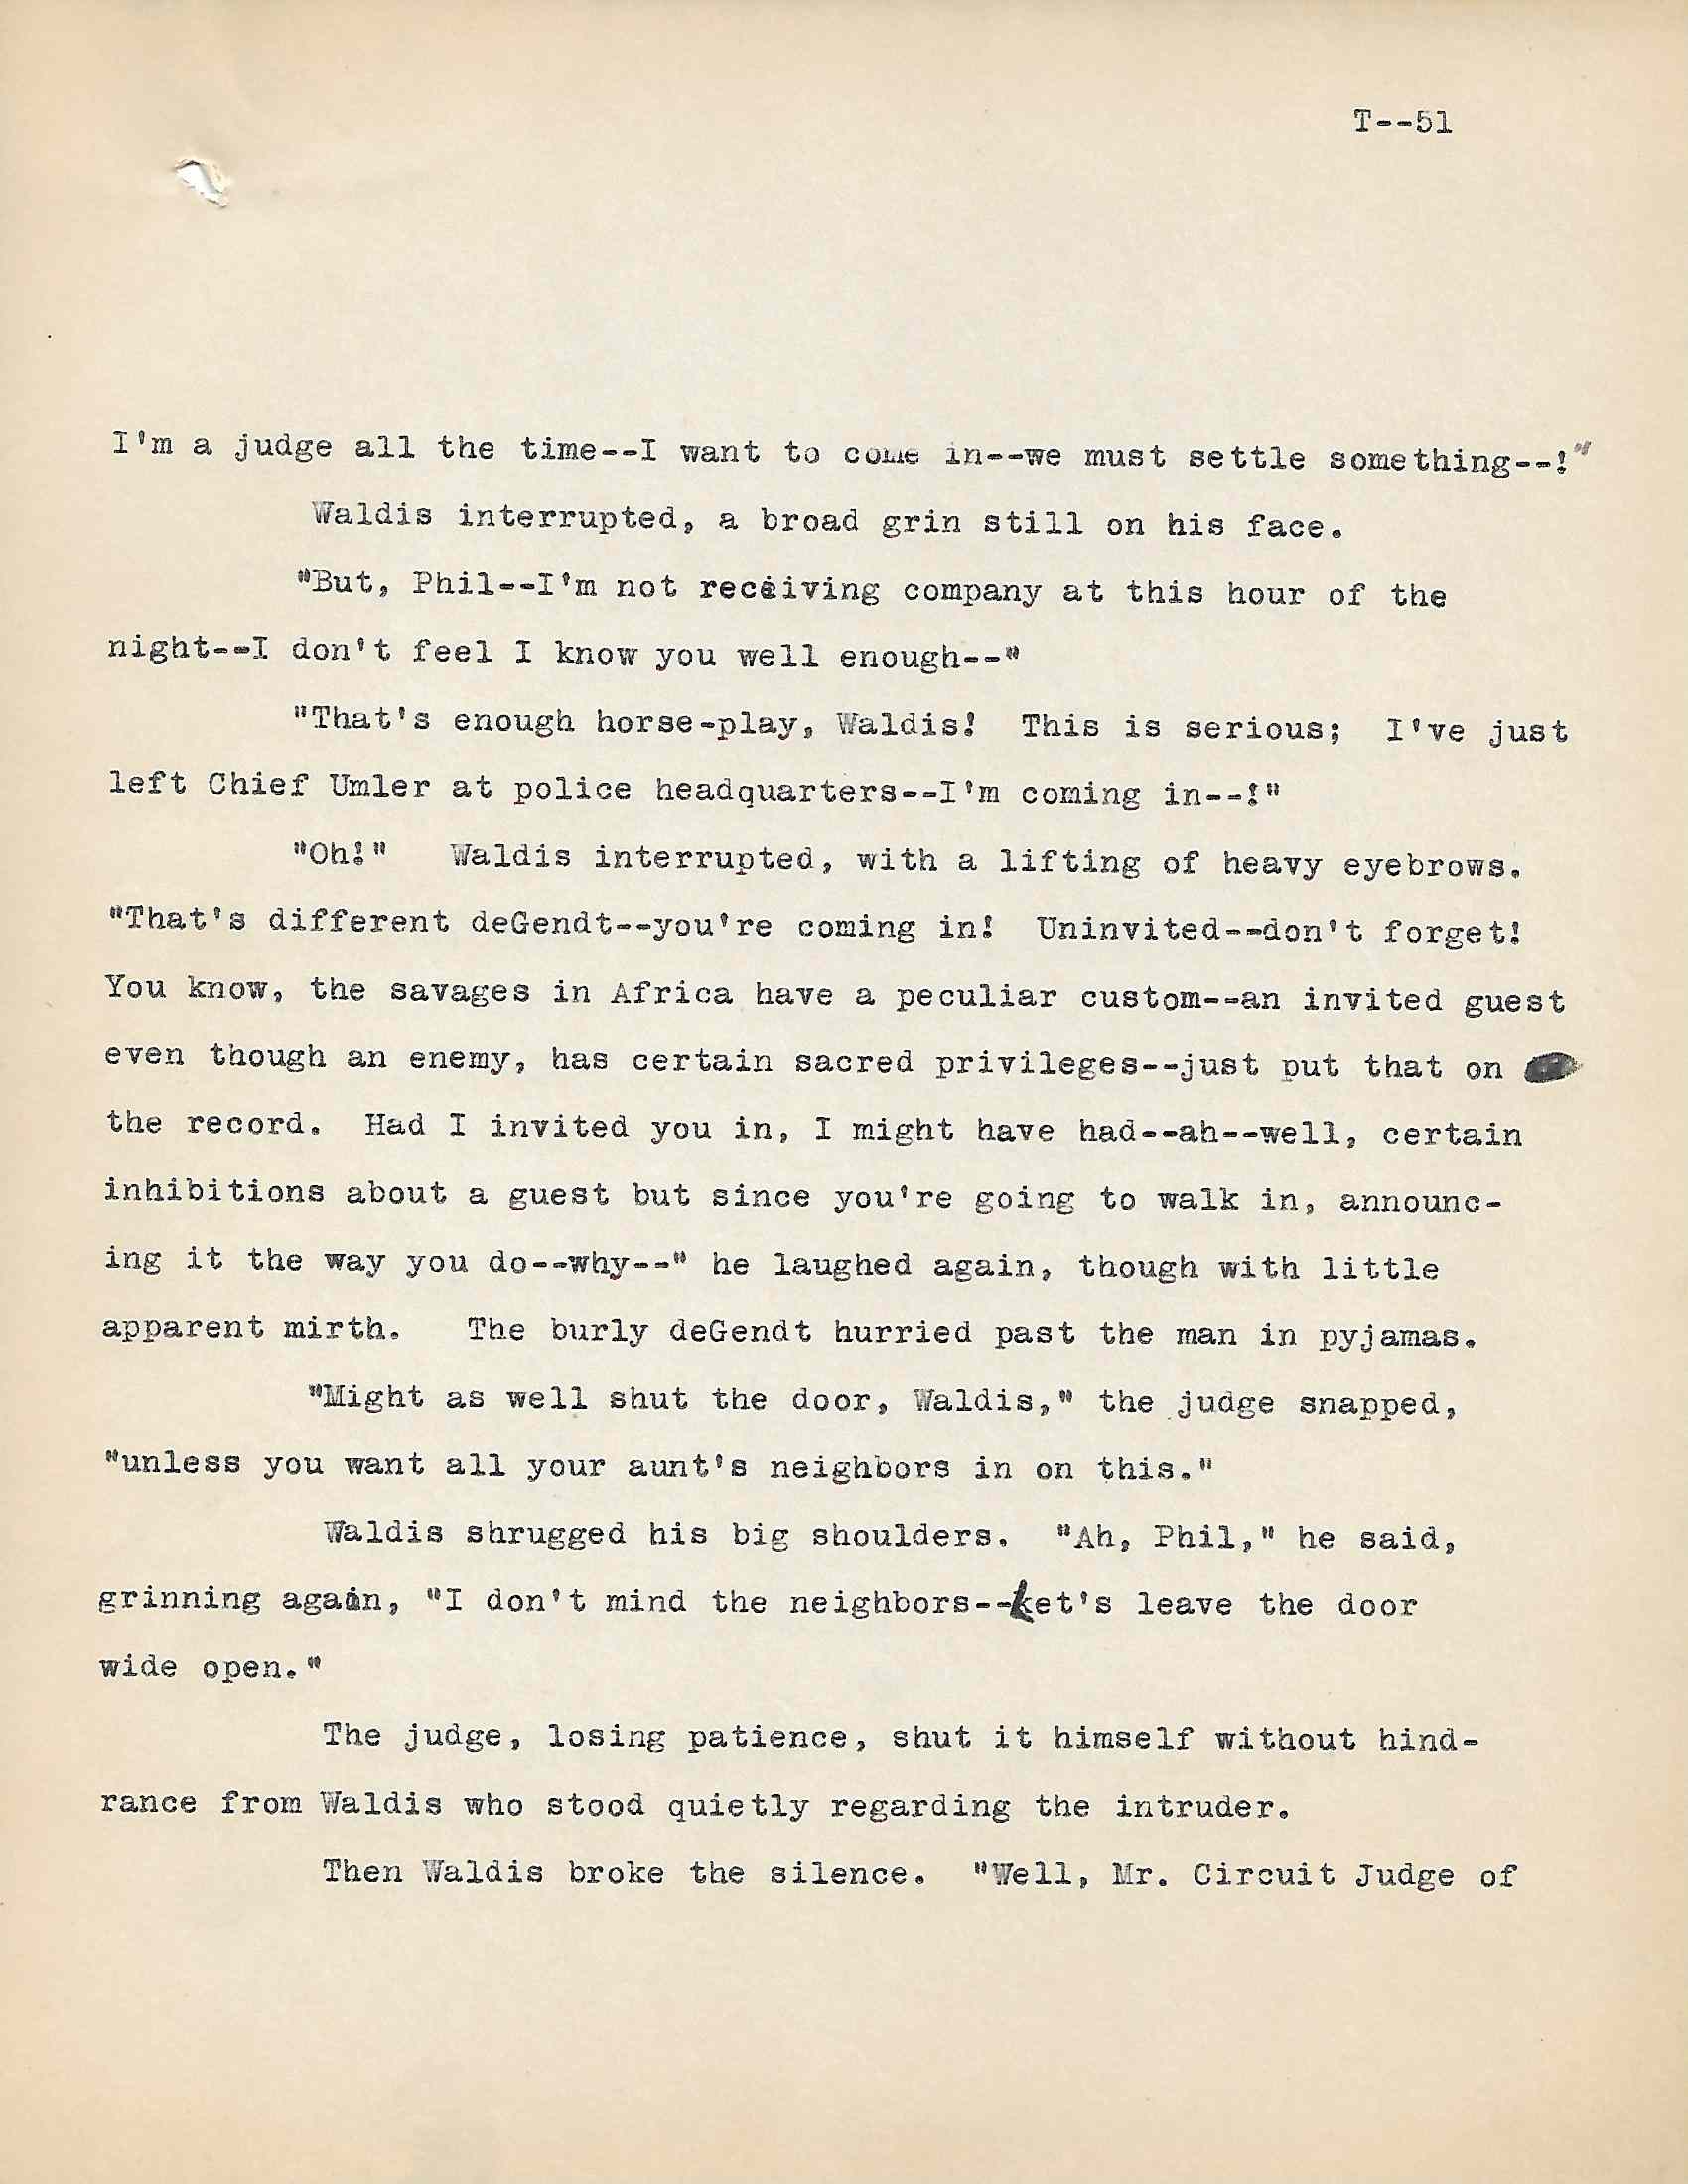 T--51
I'm a judge all the time--I want to come in--we must settle something--!"
Waldis interrupted, a broad grin still on his face.
"But, Phil--I'm not receiving company at this hour of the
night--I don't feel I know you well enough--"
"That's enough horse-play, Waldis!  This is serious;  I've just
left Chief Umler at police headquarters--I'm coming in--!"
"Oh!"   Waldis interrupted, with a lifting of heavy eyebrows.
"That's different deGendt--you're coming in!  Uninvited--don't forget!
You know, the savages in Africa have a peculiar custom--an invited guest
even though an enemy, has certain sacred privileges--just put that on
the record.  Had I invited you in, I might have had--ah--well, certain
inhibitions about a guest but since you're going to walk in, announc-
ing it the way you do--why--" he laughed again, though with little
apparent mirth.   The burly deGendt hurried past the man in pyjamas.
"Might as well shut the door, Waldis," the judge snapped,
"unless you want all your aunt's neighbors in on this."
Waldis shrugged his big shoulders.  "Ah, Phil," he said,
grinning again, "I don't mind the neighbors--Let's leave the door
wide open."
The judge, losing patience, shut it himself without hind-
rance from Waldis who stood quietly regarding the intruder.
Then Waldis broke the silence.  "Well, Mr. Circuit Judge of